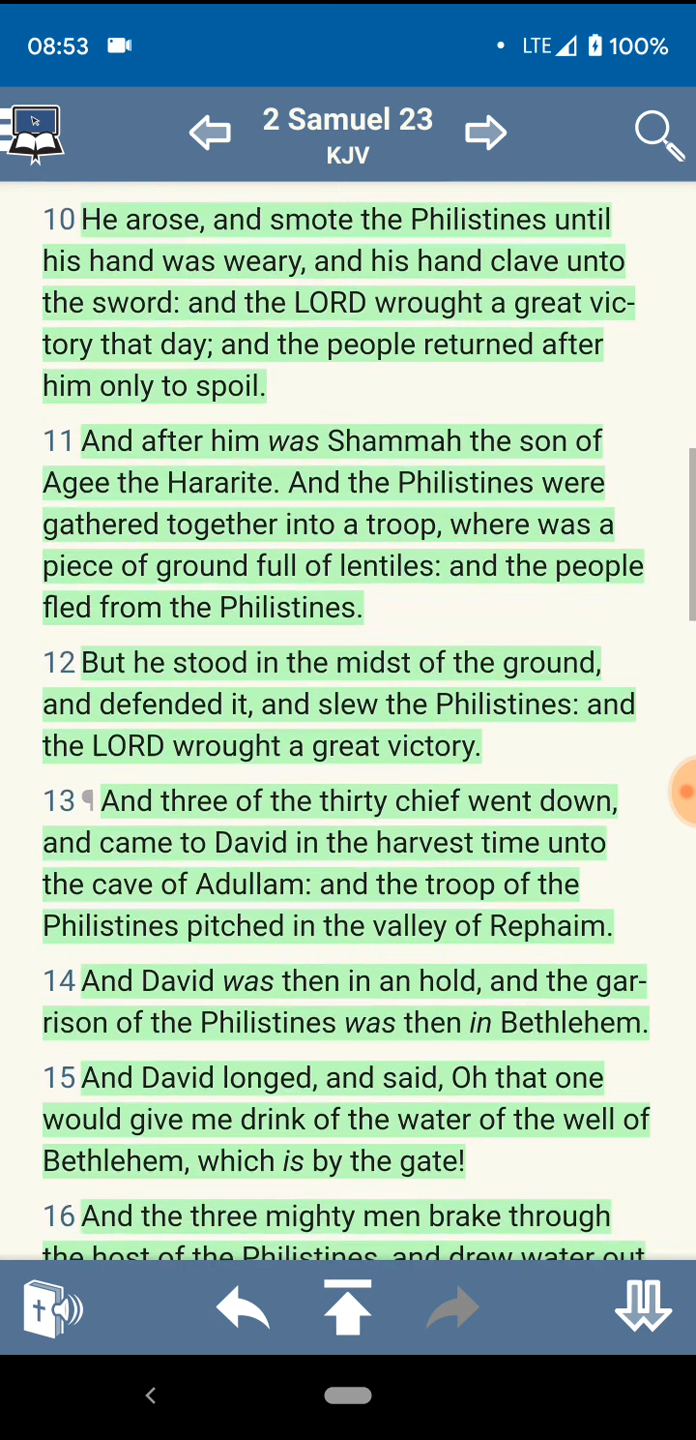 08:53
LTE 100%
2 Samuel 23
KJV
10 He arose, and smote the Philistines until
his hand was weary, and his hand clave unto
the sword: and the LORD wrought a great vic-
tory that day; and the people returned after
him only to spoil.
11 And after him was Shammah the son of
Agee the Hararite. And the Philistines were
gathered together into a troop, where was a
piece of ground full of lentiles: and the people
fled from the Philistines.
12 But he stood in the midst of the ground,
and defended it, and slew the Philistines: and
the LORD wrought a great victory.
13 ¶ And three of the thirty chief went down,
and came to David in the harvest time unto
the cave of Adullam: and the troop of the
Philistines pitched in the valley of Rephaim.
14 And David was then in an hold, and the gar-
rison of the Philistines was then in Bethlehem.
15 And David longed, and said, Oh that one
would give me drink of the water of the well of
Bethlehem, which is by the gate!
16 And the three mighty men brake through
the host of the Philistines, and drew water out